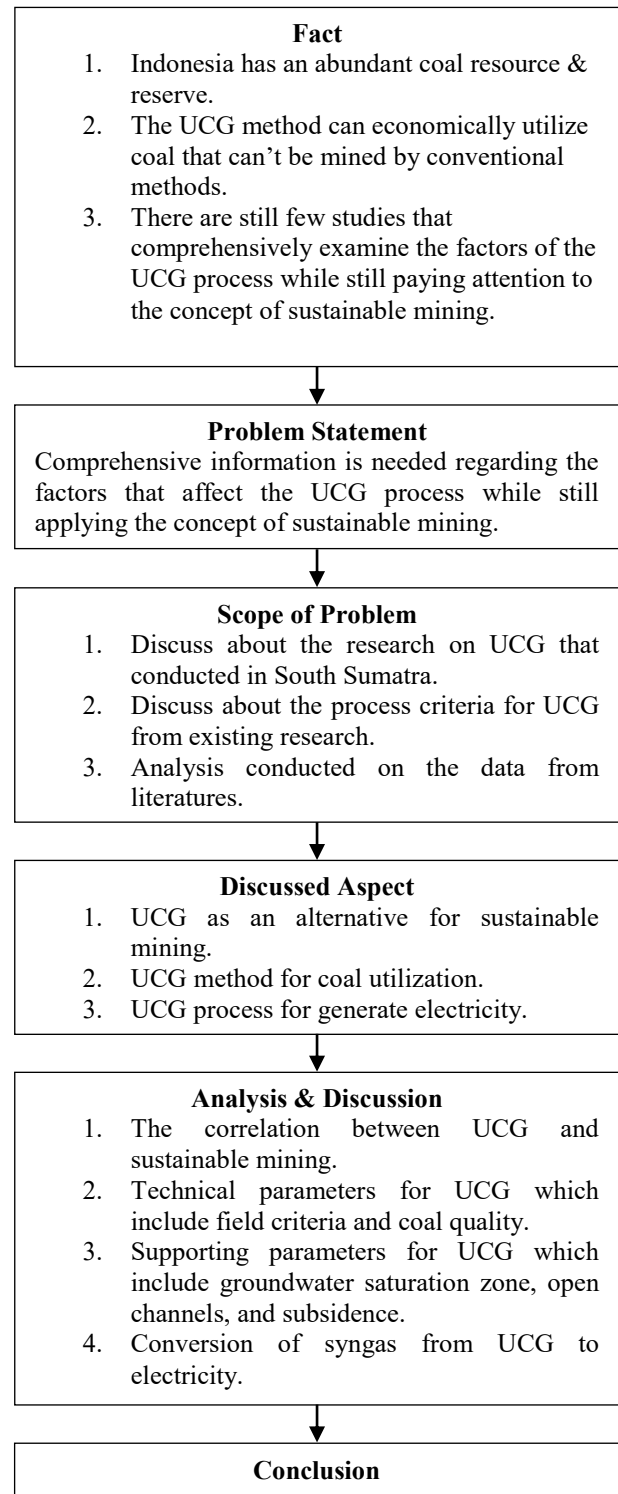 Fact
1. Indonesia has an abundant coal resource &
reserve.
2. The UCG method can economically utilize
coal that can’t be mined by conventional
methods.
3. There are still few studies that
comprehensively examine the factors of the
UCG process while still paying attention to
the concept of sustainable mining.
Problem Statement
Comprehensive information is needed regarding the
factors that affect the UCG process while still
applying the concept of sustainable mining.
Scope of Problem
1. Discuss about the research on UCG that
conducted in South Sumatra.
2. Discuss about the process criteria for UCG
from existing research.
3. Analysis conducted on the data from
literatures.
Discussed Aspect
1. UCG as an alternative for sustainable
mining.
2. UCG method for coal utilization.
3. UCG process for generate electricity.
Analysis & Discussion
1. The correlation between UCG and
sustainable mining.
2. Technical parameters for UCG which
include field criteria and coal quality.
3. Supporting parameters for UCG which
include groundwater saturation zone, open
channels, and subsidence.
4. Conversion of syngas from UCG to
electricity.
Conclusion